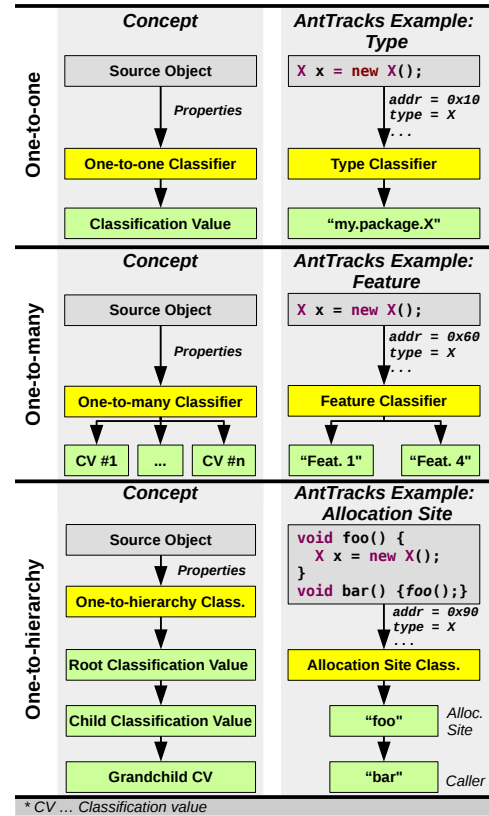 Concept
AntTracks Example:
Type
One-to-one
Source Object
X x = new X();
Properties
addr = 0x10
type = X
...
One-to-one Classifier
Type Classifier
Classification Value
“my.package.X"
Concept
AntTracks Example:
Feature
One-to-many
Source Object
X x = new X();
Properties
addr = 0x60
type = X
...
One-to-many Classifier
Feature Classifier
CV #1
...
CV #n
“Feat. 1"
“Feat. 4"
Concept
AntTracks Example:
Allocation Site
One-to-hierarchy
Source Object
void foo() {
X x = new X();
}
void bar() {foo();}
Properties
addr = 0x90
type = X
...
One-to-hierarchy Class.
Root Classification Value
Allocation Site Class.
Child Classification Value
“foo"
Alloc.
Site
Grandchild CV
“bar"
Caller
* CV ... Classification value